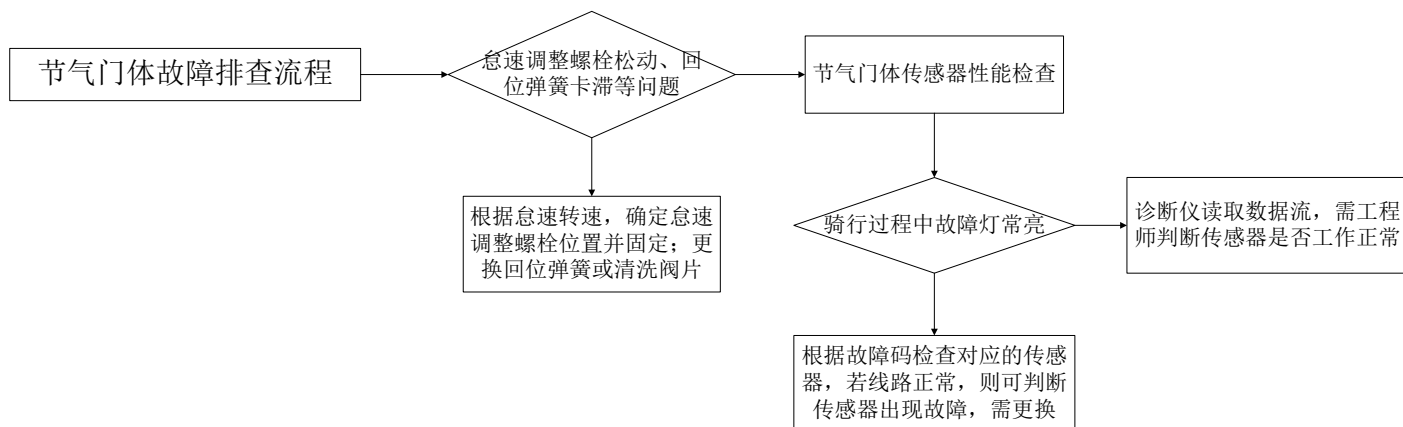 节气门体故障排查流程
怠速调整螺栓松动、回
位弹簧卡滞等问题
节气门体传感器性能检查
根据怠速转速，确定怠速
调整螺栓位置并固定；更
换回位弹簧或清洗阀片
骑行过程中故障灯常亮
诊断仪读取数据流，需工程
师判断传感器是否工作正常
根据故障码检查对应的传感
器，若线路正常，则可判断
传感器出现故障，需更换